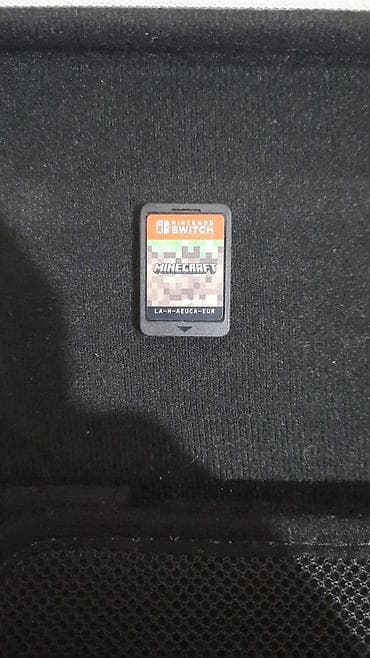 NINTENDO
SWITCH
MINECRAFT
LA-H-AEUCA-EUR